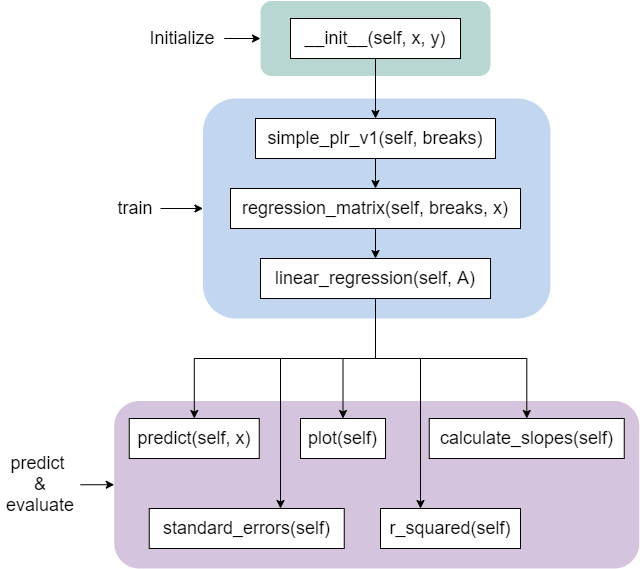 Initialize
__init__(self, x, y)
simple_plr_v1(self, breaks)
train
regression_matrix(self, breaks, x)
linear_regression(self, A)
predict(self, x)
plot(self)
calculate_slopes(self)
predict
&
evaluate
standard_errors(self)
r_squared(self)